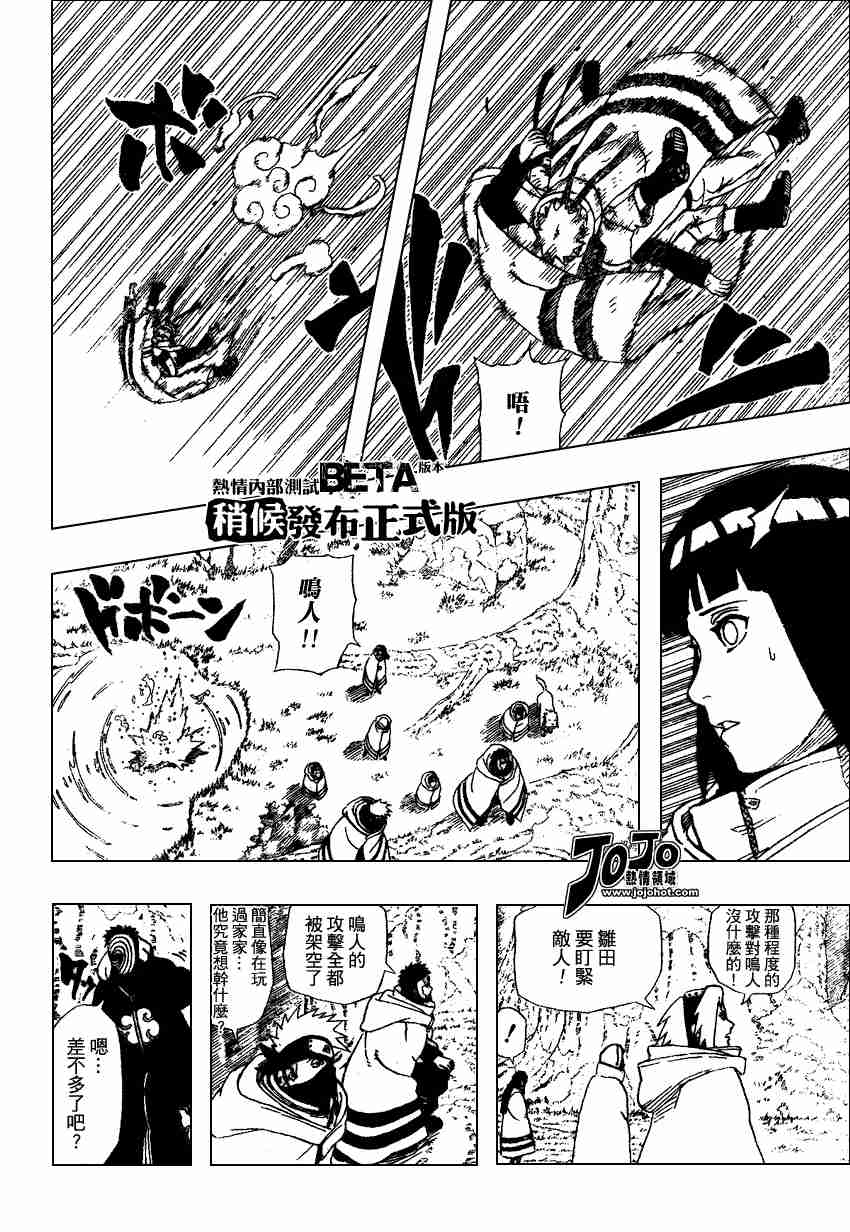 唔！
ボ
熱情內部測試BETA版本
稍候發布正式版
鳴人！！
ドボーン
JOJO
熱情領域
www.jojohot.com
那種程度的
攻擊對鳴人
沒什麼的！
雛田
要盯緊
敵人！
！
鳴人的
攻擊全都
被架空了
簡直像在玩
過家家…
他究竟想幹什麼？
嗯…
差不多了吧？